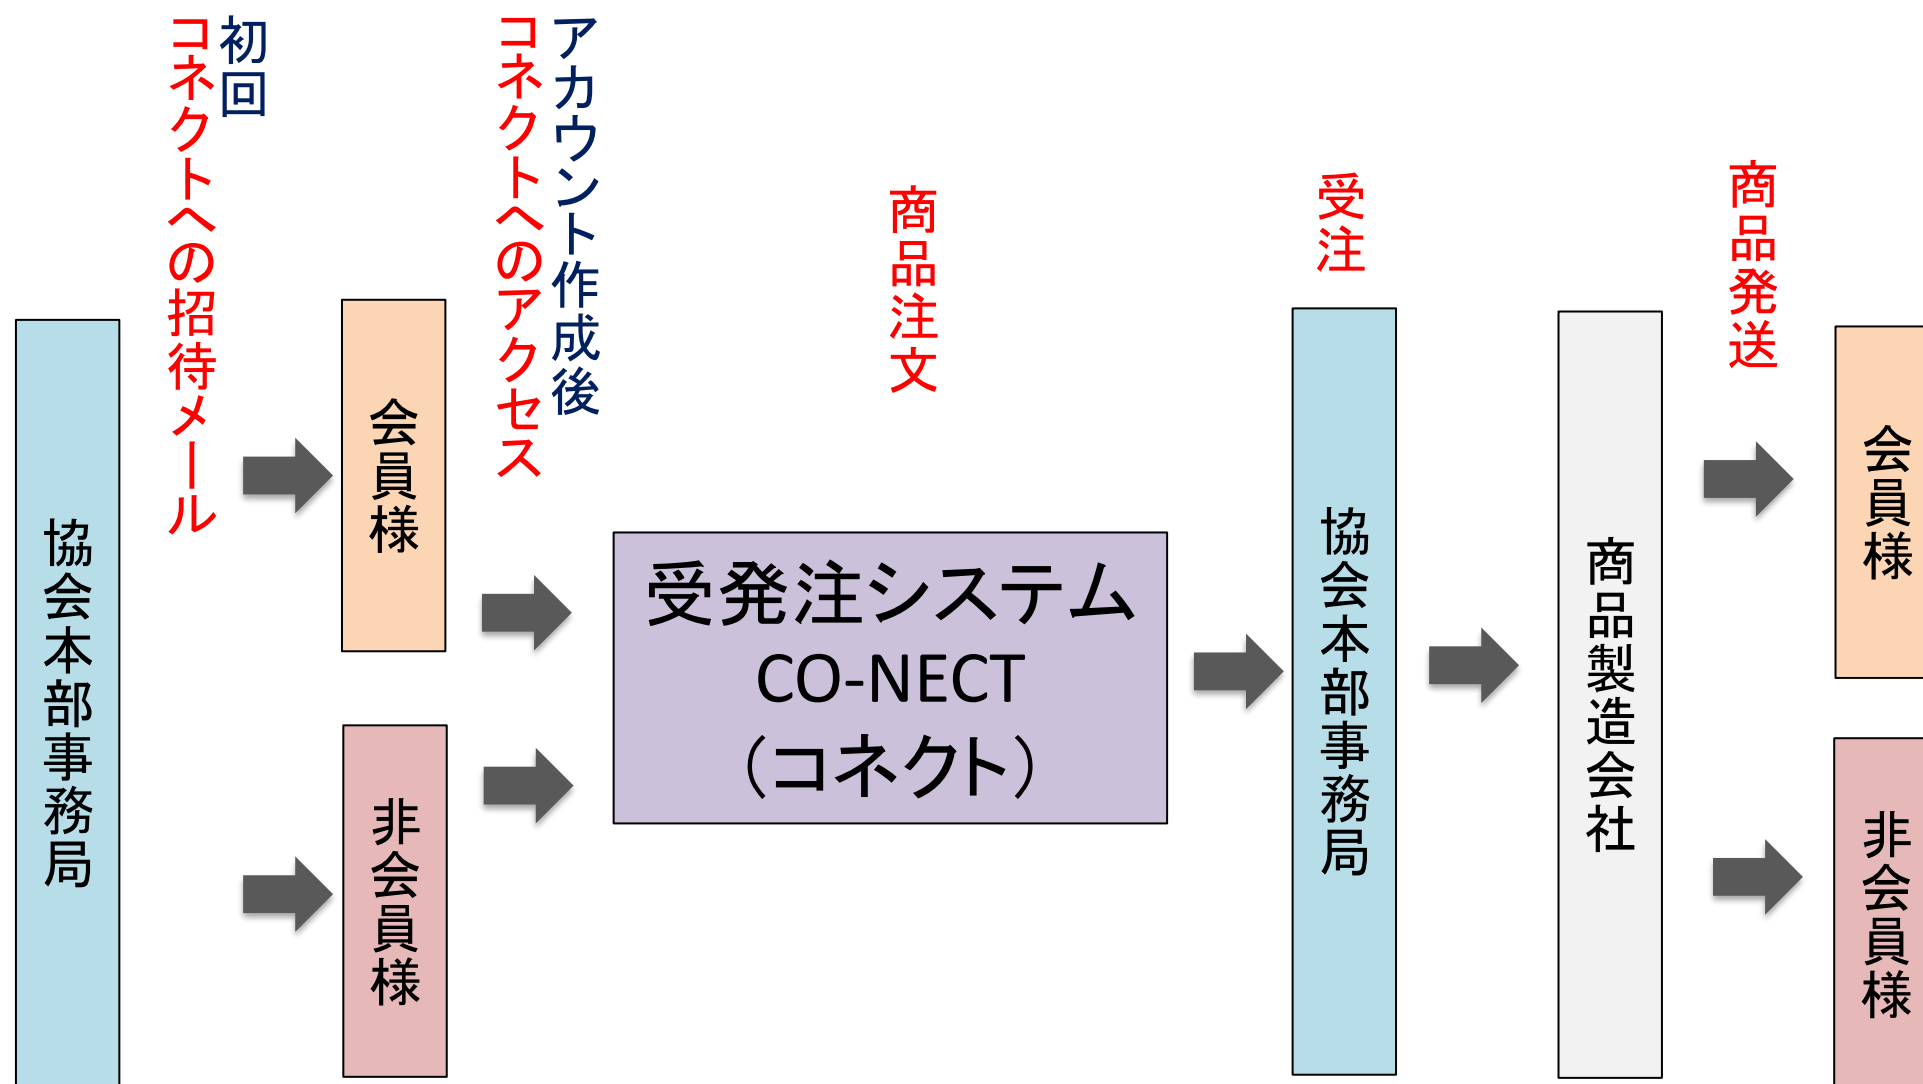 初回
コネクトへの招待メール
アカウント作成後
コネクトへのアクセス
商品注文
受注
商品発送
協会本部事務局
会員様
非会員様
受発注システム
CO-NECT
（コネクト）
協会本部事務局
商品製造会社
会員様
非会員様